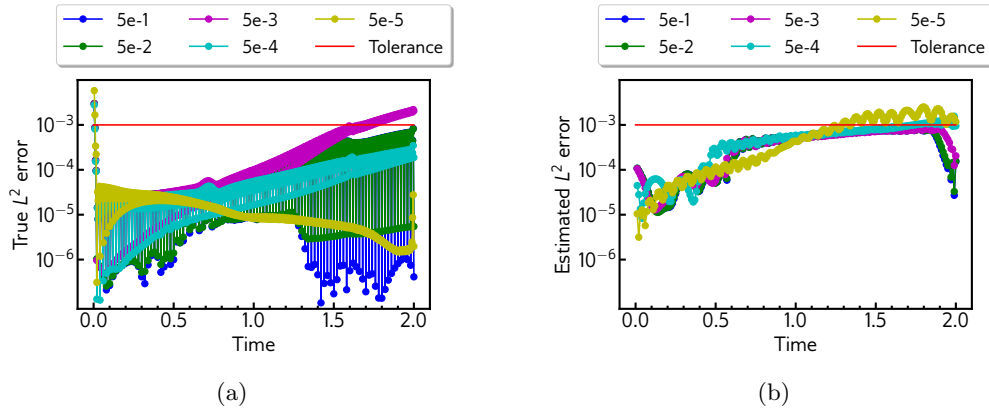 5e-1 5e-3 5e-5
5e-2 5e-4 Tolerance
True L² error
10⁻³
10⁻⁴
10⁻⁵
10⁻⁶
0.0 0.5 1.0 1.5 2.0
Time
(a)
5e-1 5e-3 5e-5
5e-2 5e-4 Tolerance
Estimated L² error
10⁻³
10⁻⁴
10⁻⁵
10⁻⁶
0.0 0.5 1.0 1.5 2.0
Time
(b)